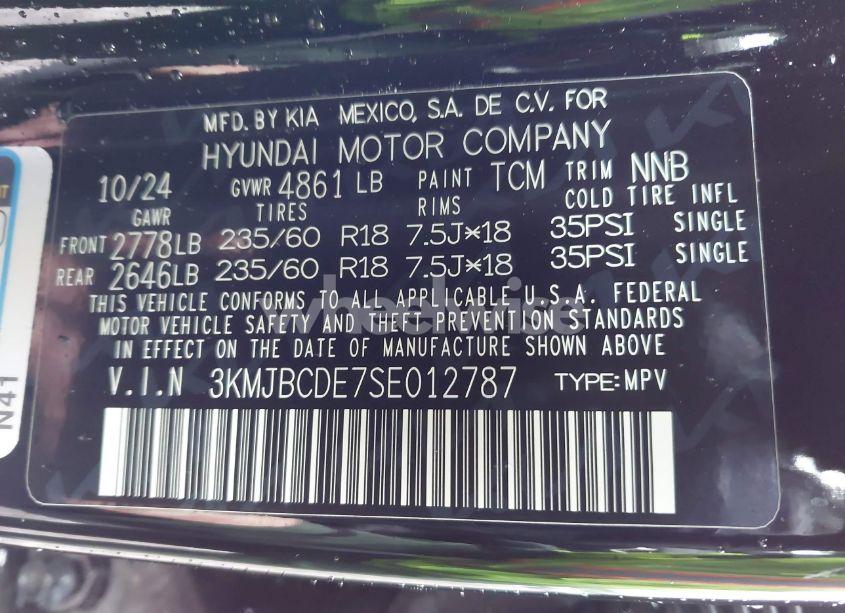 MFD. BY KIA MEXICO, S.A. DE C.V. FOR
HYUNDAI MOTOR COMPANY
10/24 GVWR 4861 LB PAINT TCM TRIM NNB
GAWR TIRES RIMS COLD TIRE INFL
FRONT 2778LB 235/60 R18 7.5J×18 35PSI SINGLE
REAR 2646LB 235/60 R18 7.5J×18 35PSI SINGLE
THIS VEHICLE CONFORMS TO ALL APPLICABLE U.S.A. FEDERAL
MOTOR VEHICLE SAFETY AND THEFT PREVENTION STANDARDS
IN EFFECT ON THE DATE OF MANUFACTURE SHOWN ABOVE
V.I.N 3KMJBCDE7SE012787 TYPE:MPV
N41